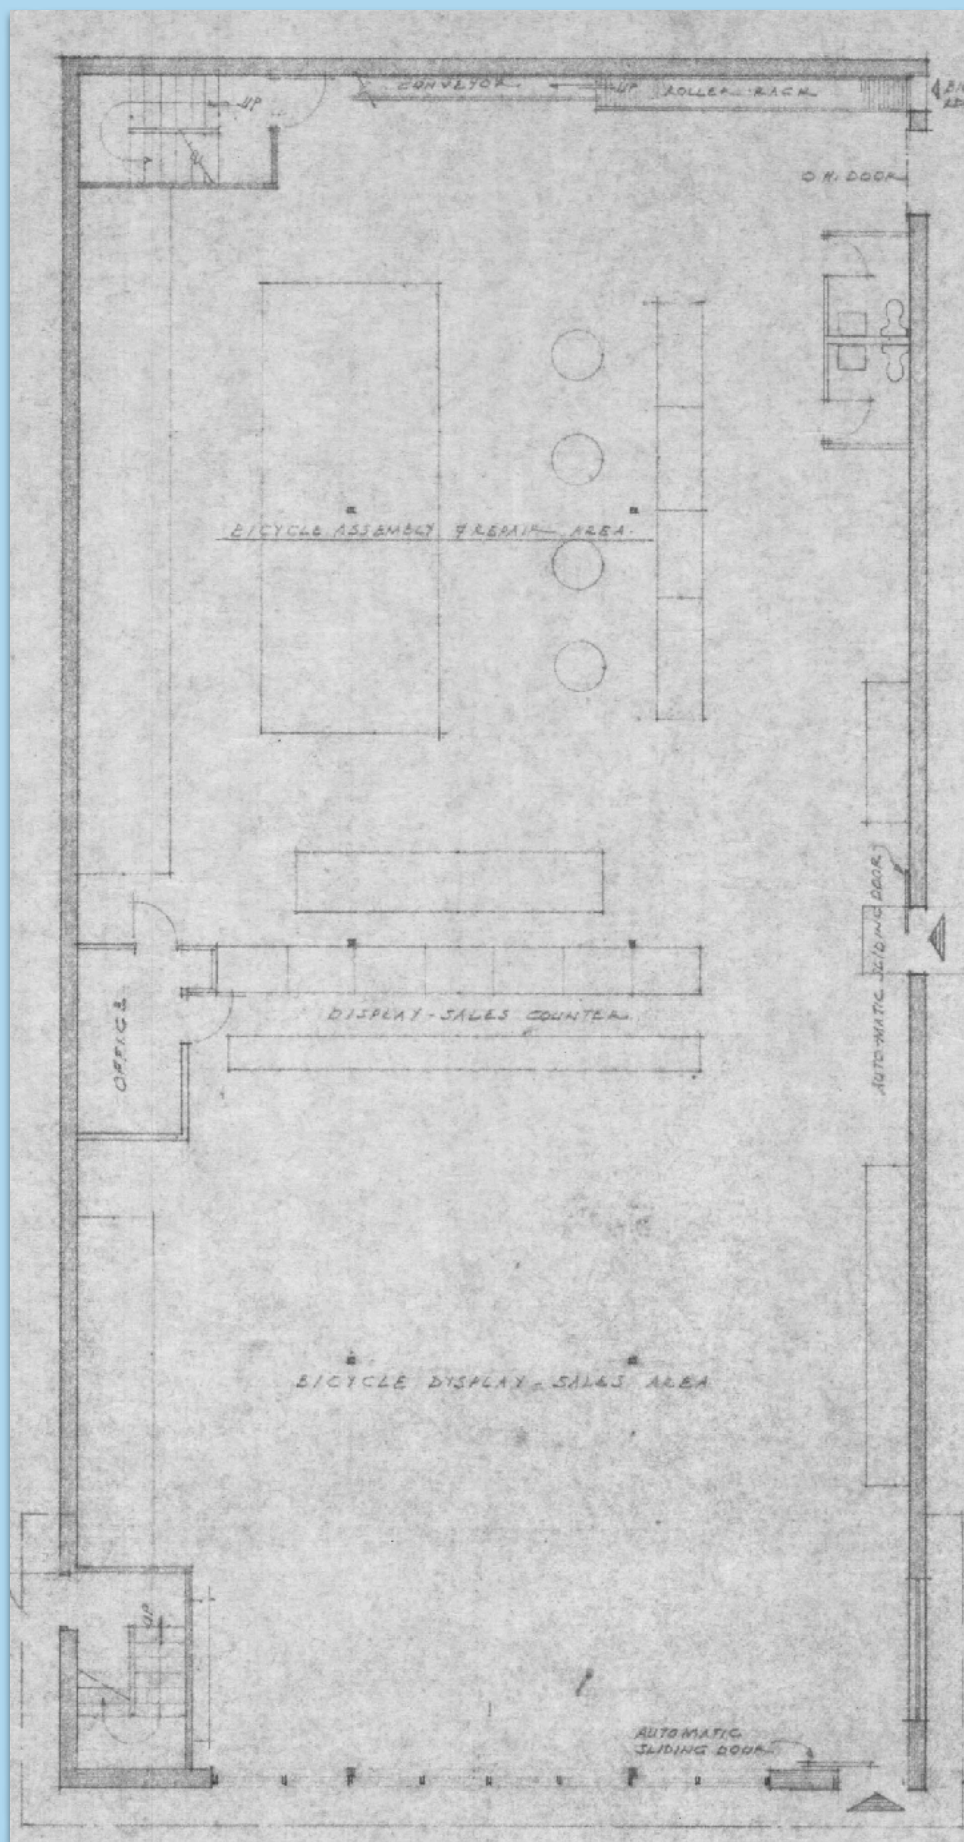 UP
CONVEYOR
UP
ROLLER RACK
O.H. DOOR
BICYCLE ASSEMBLY & REPAIR AREA
AUTOMATIC SLIDING DOOR
OFFICE
DISPLAY-SALES COUNTER
BICYCLE DISPLAY - SALES AREA
UP
AUTOMATIC
SLIDING DOOR